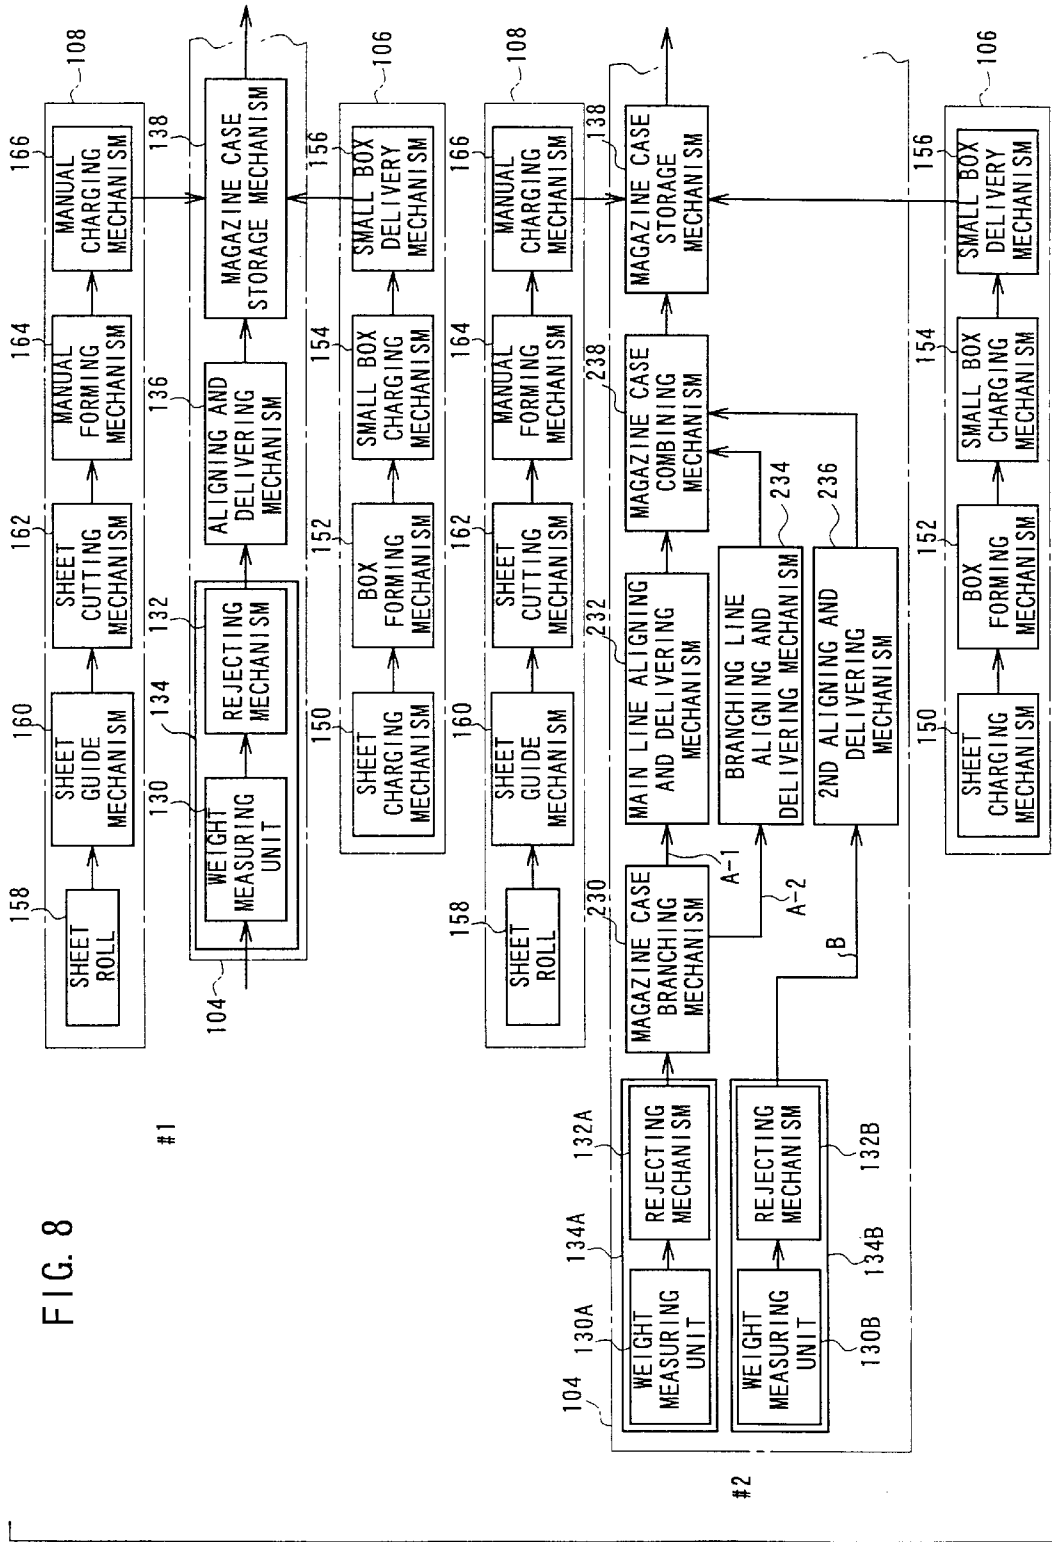 FIG. 8
#1
108
158
SHEET
ROLL
160
SHEET
GUIDE
MECHANISM
162
SHEET
CUTTING
MECHANISM
164
MANUAL
FORMING
MECHANISM
166
MANUAL
CHARGING
MECHANISM
104
134
130
WEIGHT
MEASURING
UNIT
132
REJECTING
MECHANISM
136
ALIGNING AND
DELIVERING
MECHANISM
138
MAGAZINE CASE
STORAGE MECHANISM
106
150
SHEET
CHARGING
MECHANISM
152
BOX
FORMING
MECHANISM
154
SMALL BOX
CHARGING
MECHANISM
156
SMALL BOX
DELIVERY
MECHANISM
#2
108
158
SHEET
ROLL
160
SHEET
GUIDE
MECHANISM
162
SHEET
CUTTING
MECHANISM
164
MANUAL
FORMING
MECHANISM
166
MANUAL
CHARGING
MECHANISM
104
134A
130A
WEIGHT
MEASURING
UNIT
132A
REJECTING
MECHANISM
230
MAGAZINE CASE
BRANCHING
MECHANISM
A-1
A-2
232
MAIN LINE ALIGNING
AND DELIVERING
MECHANISM
238
MAGAZINE CASE
COMBINING
MECHANISM
138
MAGAZINE CASE
STORAGE
MECHANISM
BRANCHING LINE
ALIGNING AND
DELIVERING MECHANISM
234
WEIGHT
MEASURING
UNIT
130B
REJECTING
MECHANISM
132B
134B
B
2ND ALIGNING AND
DELIVERING
MECHANISM
236
106
150
SHEET
CHARGING
MECHANISM
152
BOX
FORMING
MECHANISM
154
SMALL BOX
CHARGING
MECHANISM
156
SMALL BOX
DELIVERY
MECHANISM